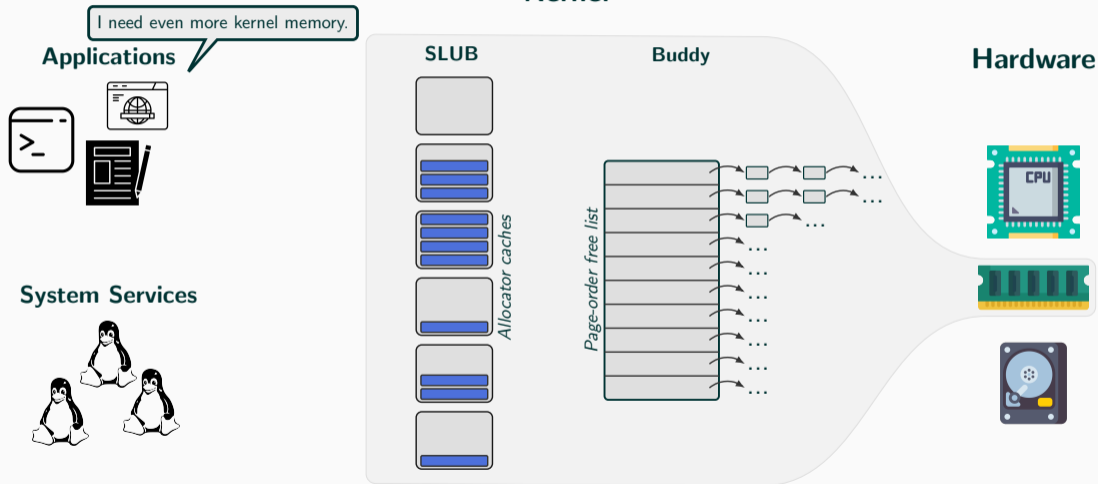 I need even more kernel memory.
Applications
System Services
SLUB
Allocator caches
Buddy
Page-order free list
...
...
...
...
...
...
...
...
...
...
Hardware
CPU